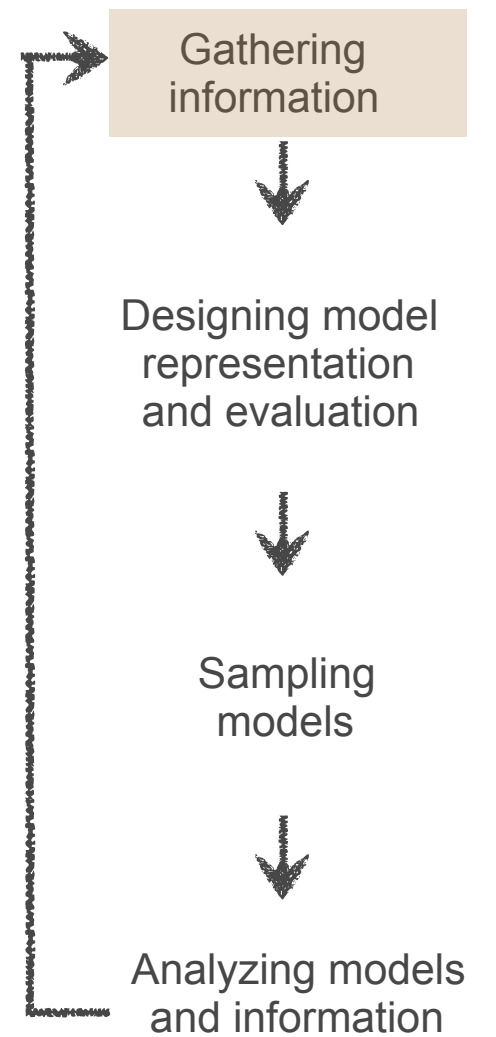 Gathering
information
Designing model
representation
and evaluation
Sampling
models
Analyzing models
and information